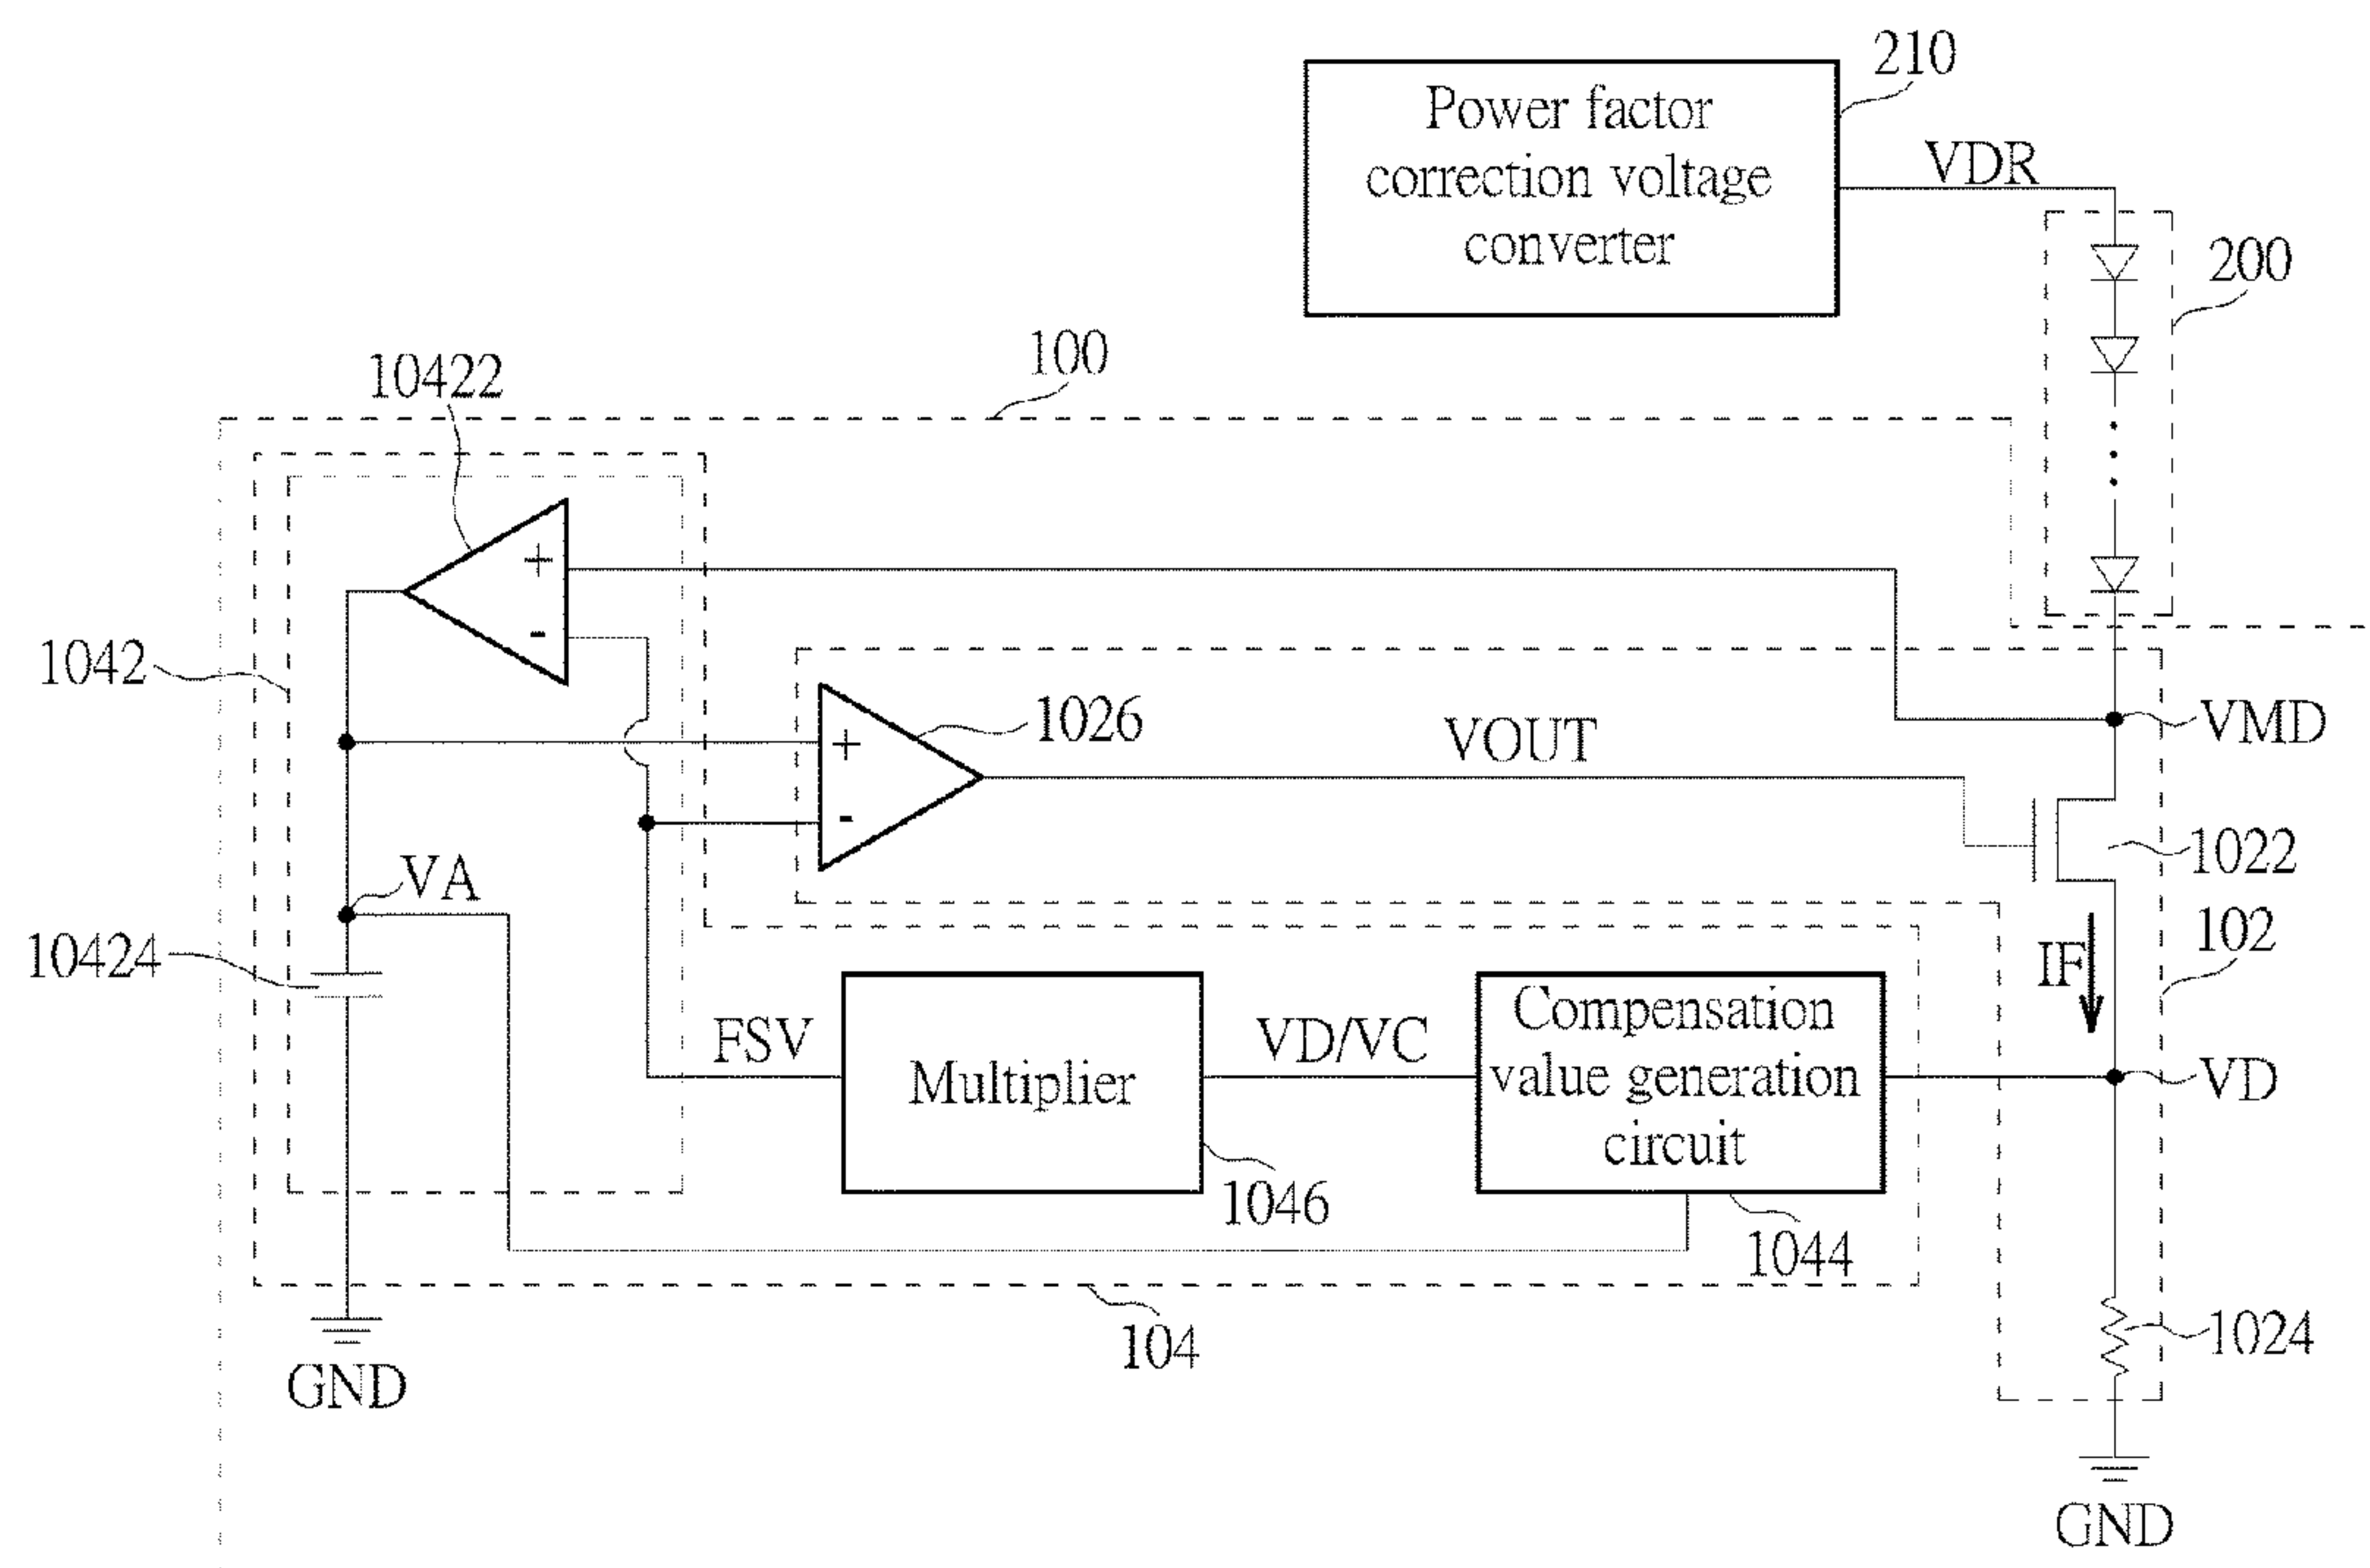 210
Power factor
correction voltage
converter
VDR
200
100
10422
+
-
1042
1026
+
-
VOUT
VMD
1022
VA
10424
102
IF
FSV
Multiplier
VD/VC
Compensation
value generation
circuit
VD
1046
1044
104
1024
GND
GND